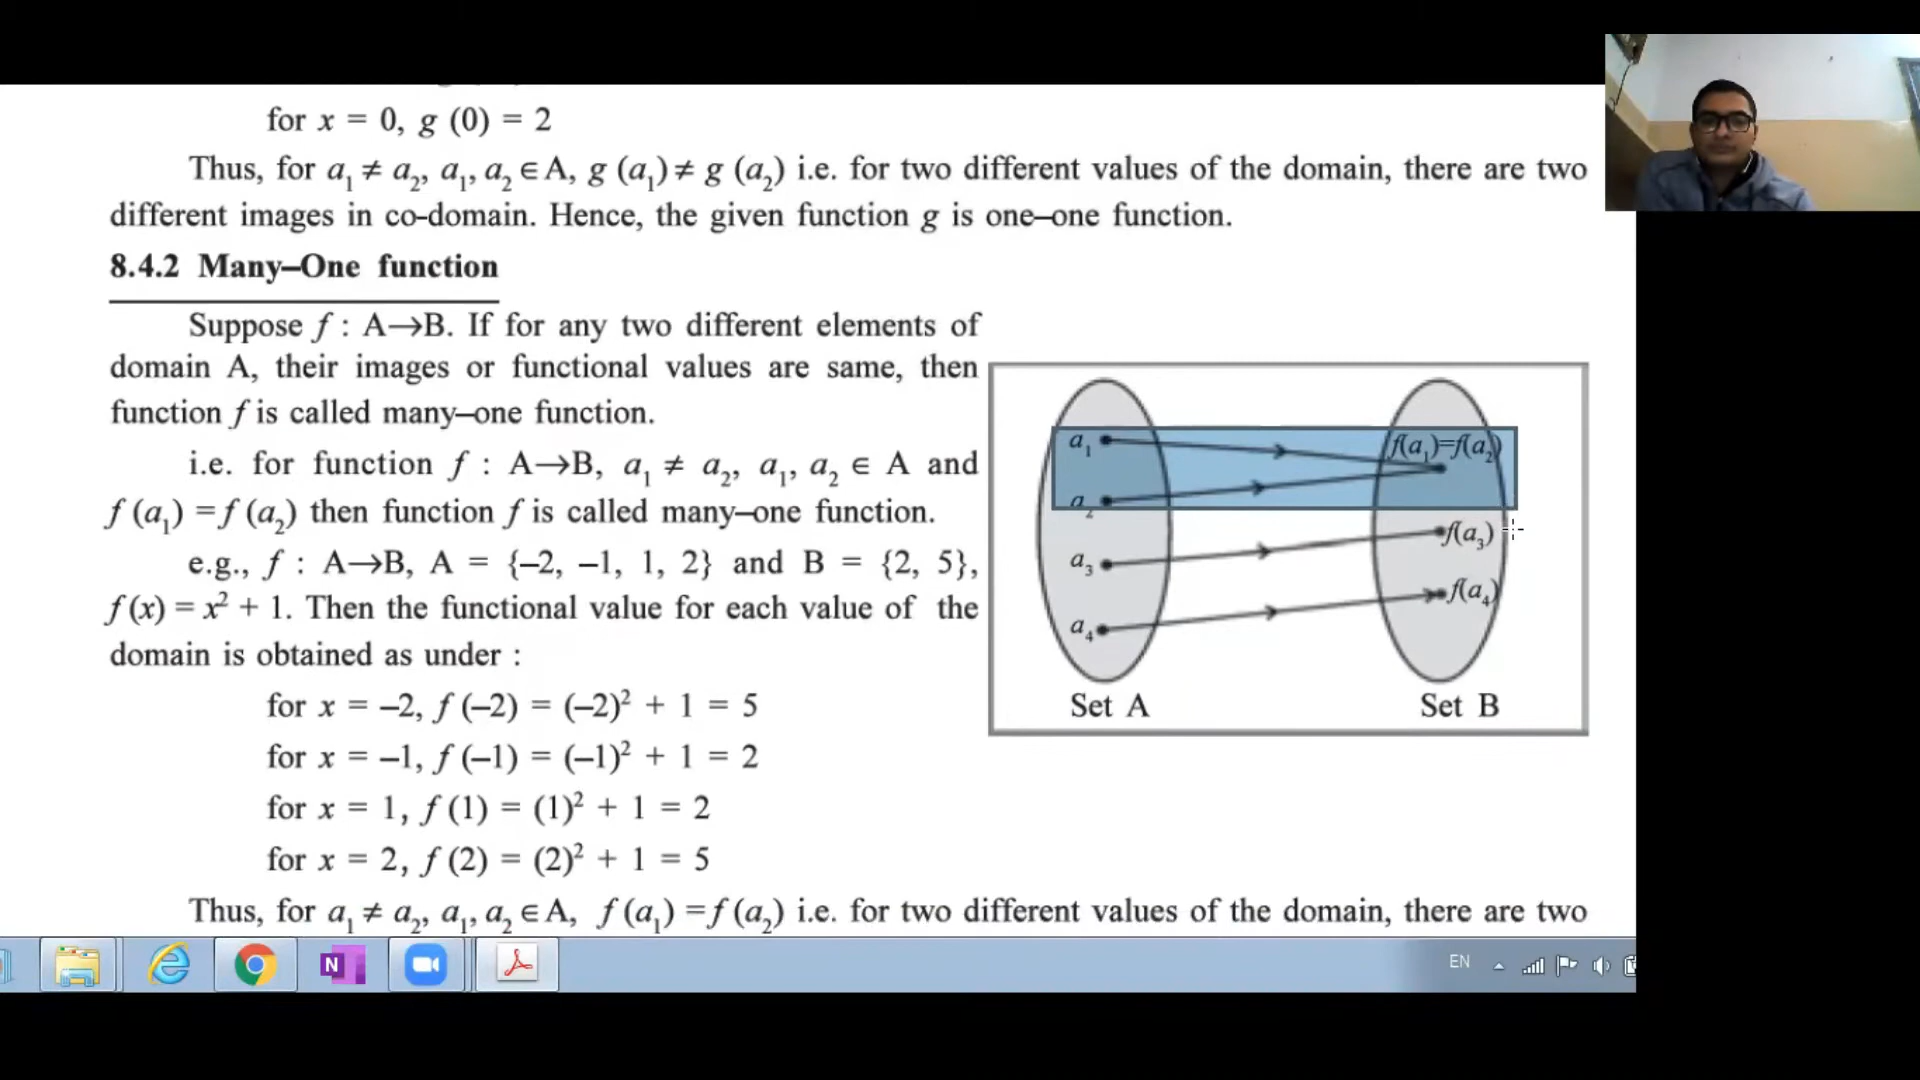 for x = 0, g (0) = 2
Thus, for a₁ ≠ a₂, a₁, a₂ ∈ A, g (a₁) ≠ g (a₂) i.e. for two different values of the domain, there are two
different images in co-domain. Hence, the given function g is one–one function.
8.4.2 Many–One function
Suppose f : A→B. If for any two different elements of
domain A, their images or functional values are same, then
function f is called many–one function.
i.e. for function f : A→B, a₁ ≠ a₂, a₁, a₂ ∈ A and
f (a₁) = f (a₂) then function f is called many–one function.
e.g., f : A→B, A = {–2, –1, 1, 2} and B = {2, 5},
f (x) = x² + 1. Then the functional value for each value of the
domain is obtained as under :
for x = –2, f (–2) = (–2)² + 1 = 5
for x = –1, f (–1) = (–1)² + 1 = 2
for x = 1, f (1) = (1)² + 1 = 2
for x = 2, f (2) = (2)² + 1 = 5
Thus, for a₁ ≠ a₂, a₁, a₂ ∈ A, f (a₁) = f (a₂) i.e. for two different values of the domain, there are two
a₁ f(a₁)=f(a₂)
a₂
a₃ f(a₃)
a₄ f(a₄)
Set A Set B
N EN